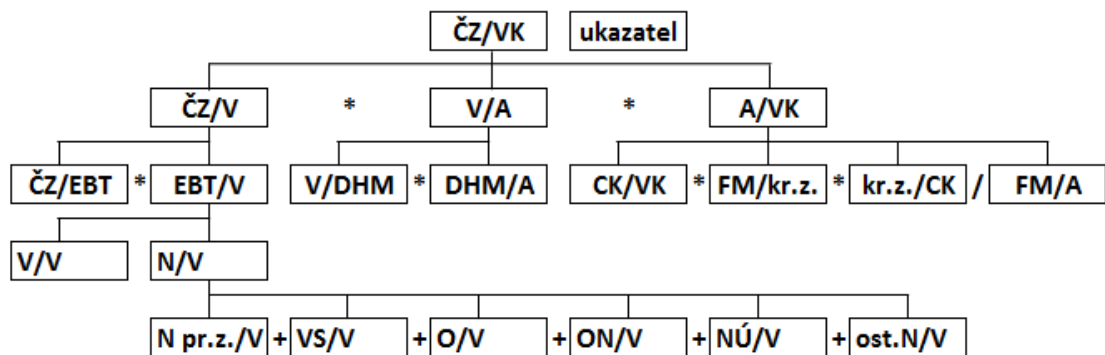 ČZ/VK ukazatel
ČZ/V * V/A * A/VK
ČZ/EBT * EBT/V V/DHM * DHM/A CK/VK * FM/kr.z. * kr.z./CK / FM/A
V/V N/V
N pr.z./V + VS/V + O/V + ON/V + NÚ/V + ost.N/V